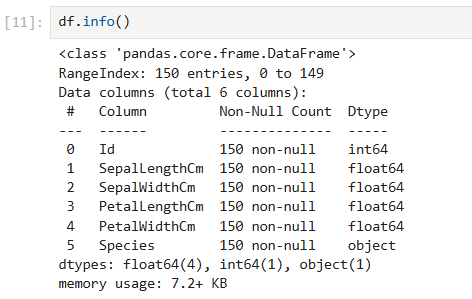 [11]: df.info()
<class 'pandas.core.frame.DataFrame'>
RangeIndex: 150 entries, 0 to 149
Data columns (total 6 columns):
 #   Column         Non-Null Count  Dtype
---  ------         --------------  -----
 0   Id             150 non-null    int64
 1   SepalLengthCm  150 non-null    float64
 2   SepalWidthCm   150 non-null    float64
 3   PetalLengthCm  150 non-null    float64
 4   PetalWidthCm   150 non-null    float64
 5   Species        150 non-null    object
dtypes: float64(4), int64(1), object(1)
memory usage: 7.2+ KB